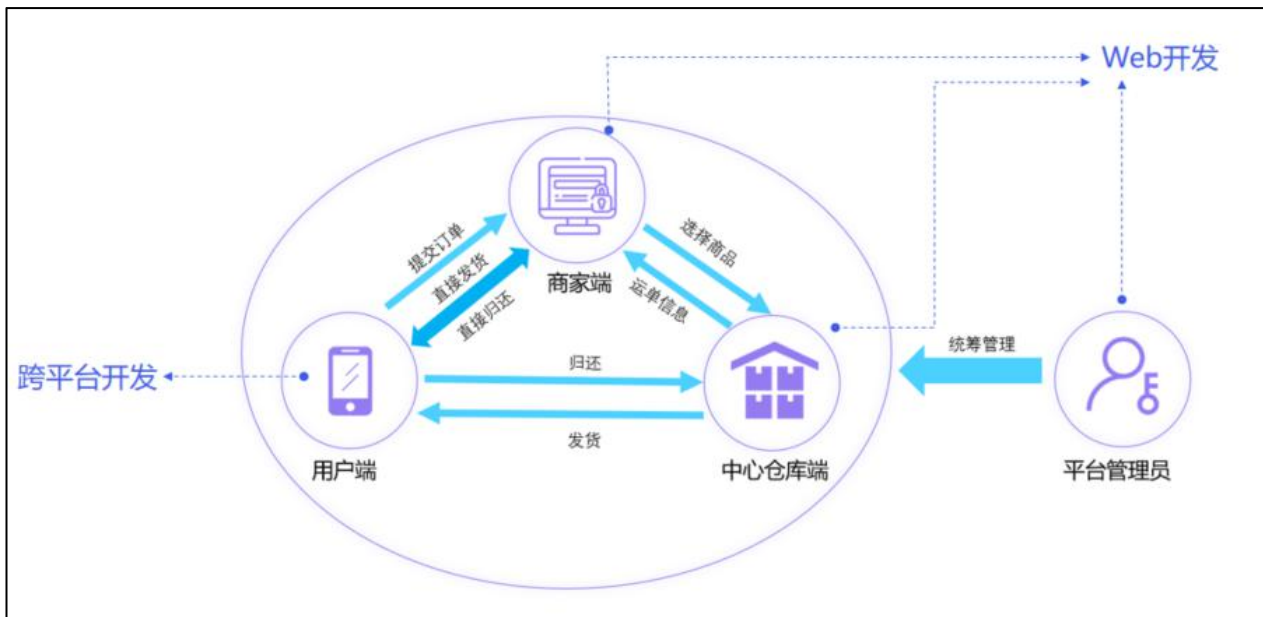 Web开发
提交订单
直接发货
直接归还
选择商品
运单信息
商家端
统筹管理
归还
跨平台开发
发货
用户端
中心仓库端
平台管理员